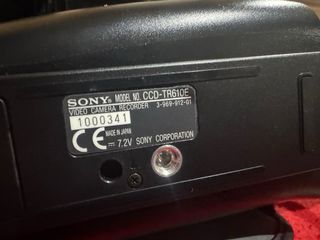 SONY® MODEL NO. CCD-TR610E
VIDEO CAMERA RECORDER 3-969-912-01
1000341
CE MADE IN JAPAN
⎓ 7.2V SONY CORPORATION